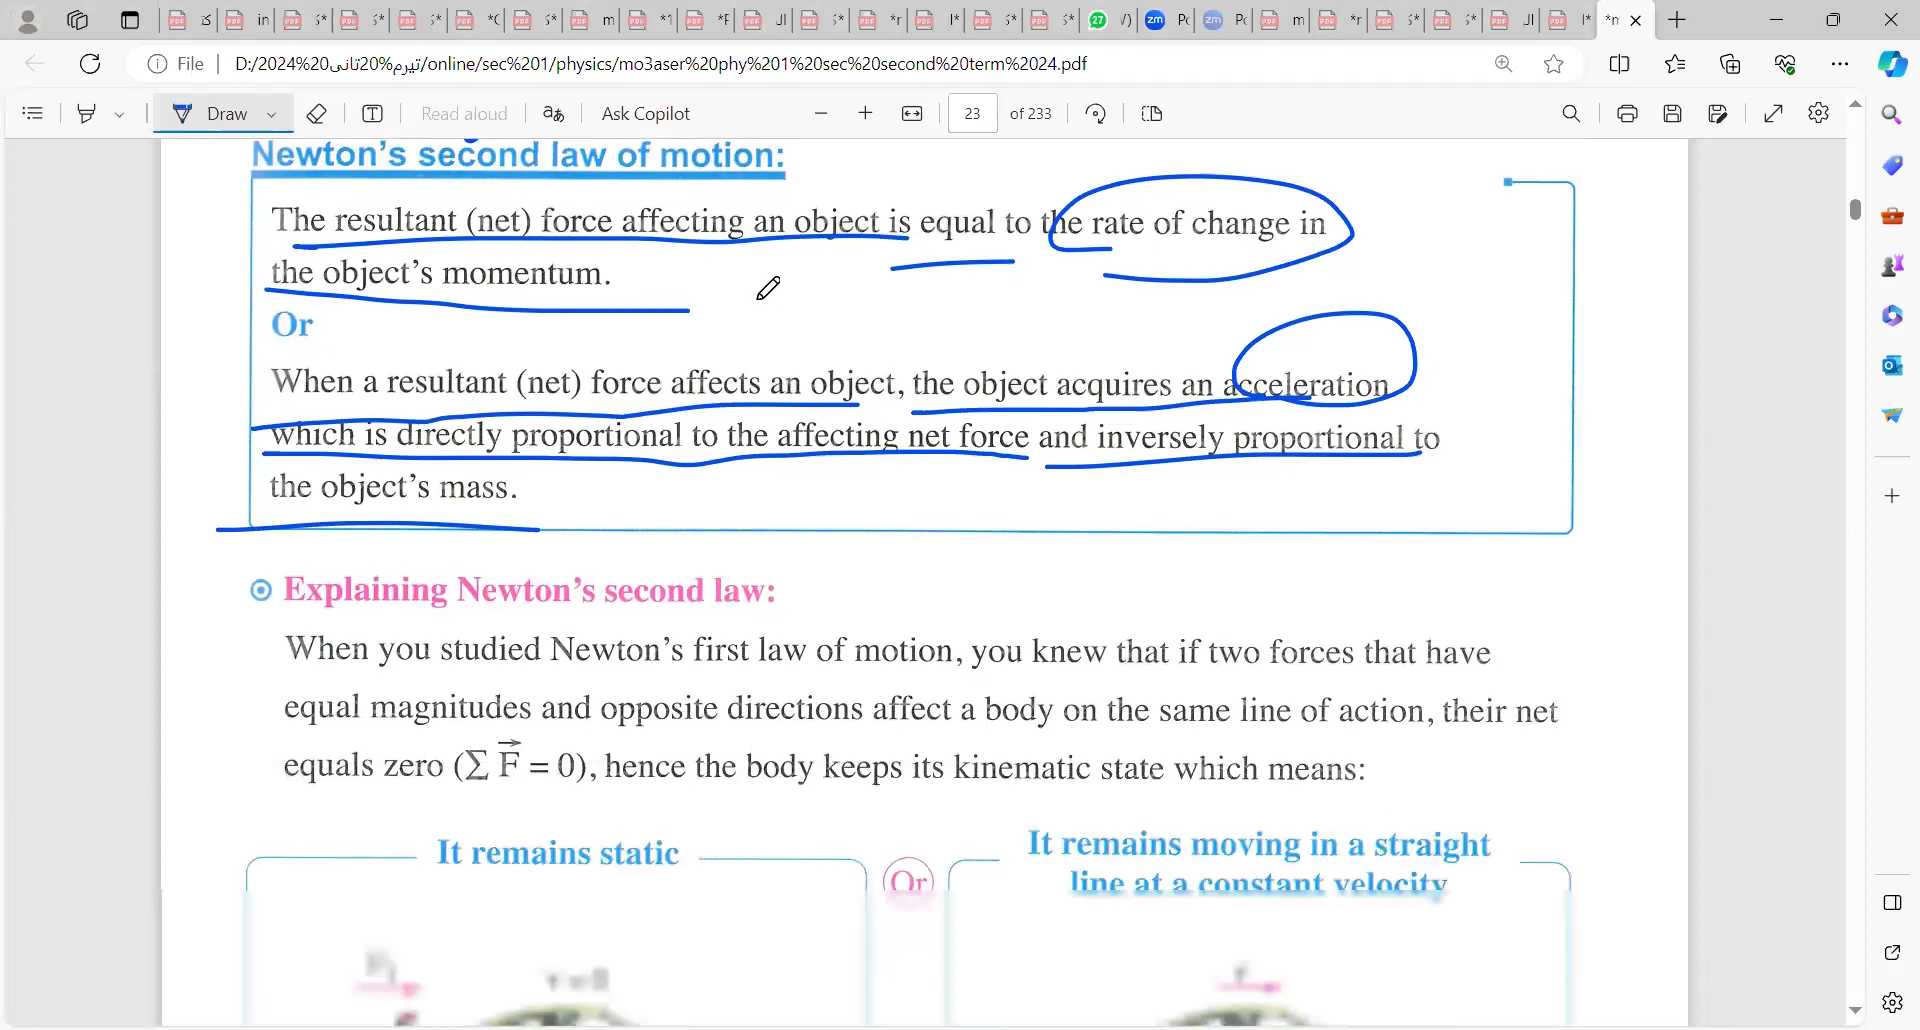 File
D:/2024%20تيرم%20تانى/online/sec%201/physics/mo3aser%20phy%201%20sec%20second%20term%2024.pdf
Draw
Read aloud
Ask Copilot
23
of 233
27
Newton's second law of motion:
The resultant (net) force affecting an object is equal to the rate of change in
the object's momentum.
Or
When a resultant (net) force affects an object, the object acquires an acceleration
which is directly proportional to the affecting net force and inversely proportional to
the object's mass.
Explaining Newton's second law:
When you studied Newton's first law of motion, you knew that if two forces that have
equal magnitudes and opposite directions affect a body on the same line of action, their net
equals zero (∑ F⃗ = 0), hence the body keeps its kinematic state which means:
It remains static
Or
It remains moving in a straight
line at a constant velocity